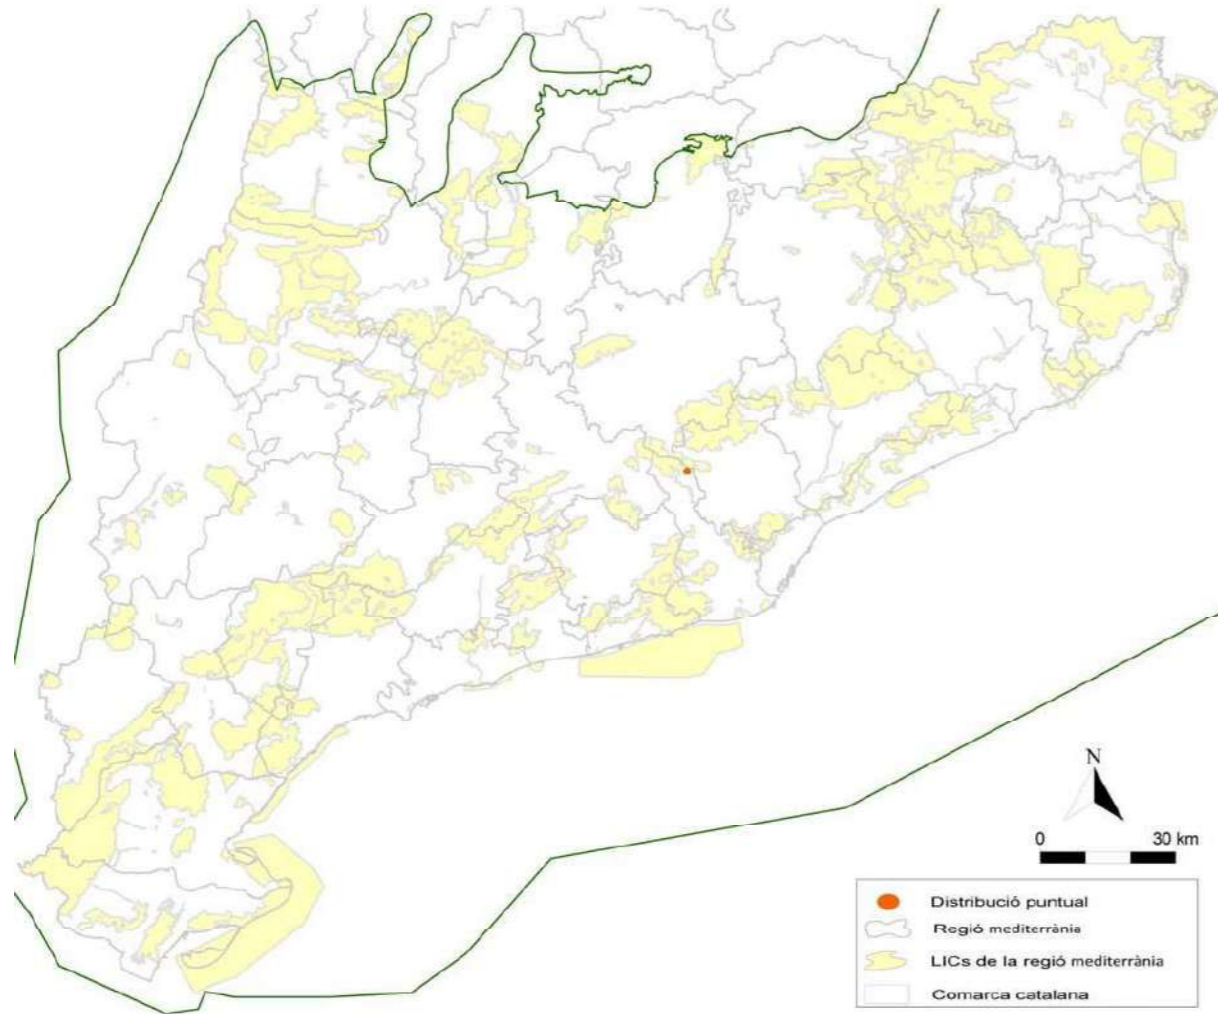 N
0 30 km
Distribució puntual
Regió mediterrània
LICs de la regió mediterrània
Comarca catalana